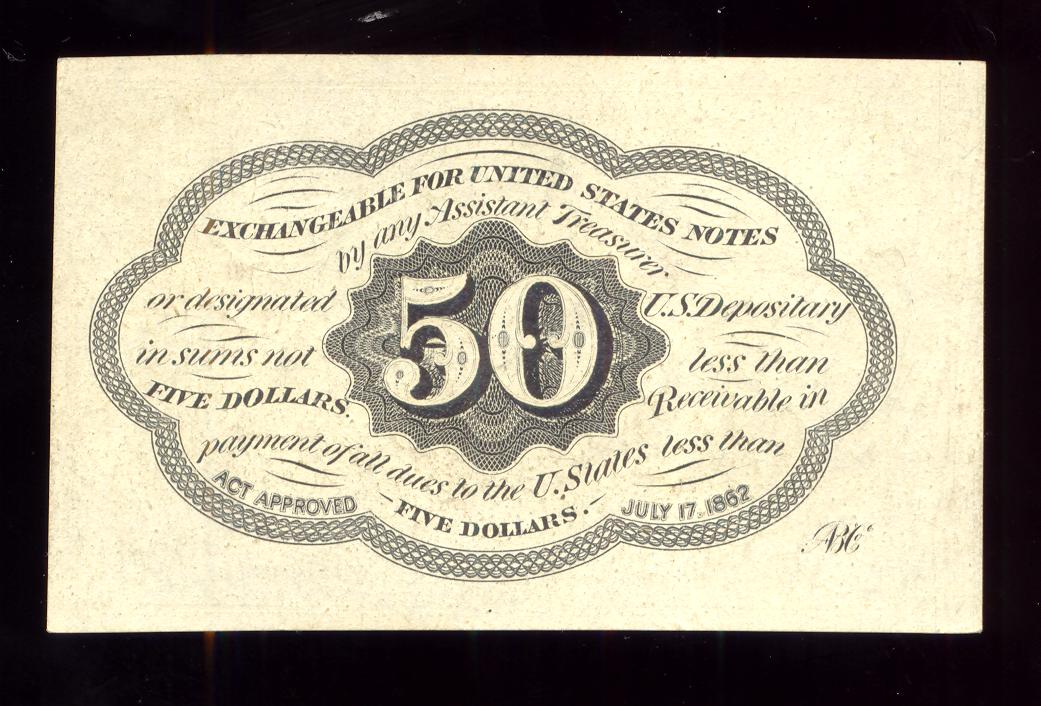 EXCHANGEABLE FOR UNITED STATES NOTES
by any Assistant Treasurer
or designated U.S. Depositary
50
in sums not less than
FIVE DOLLARS. Receivable in
payment of all dues to the U. States less than
FIVE DOLLARS.
ACT APPROVED JULY 17, 1862
ABCo